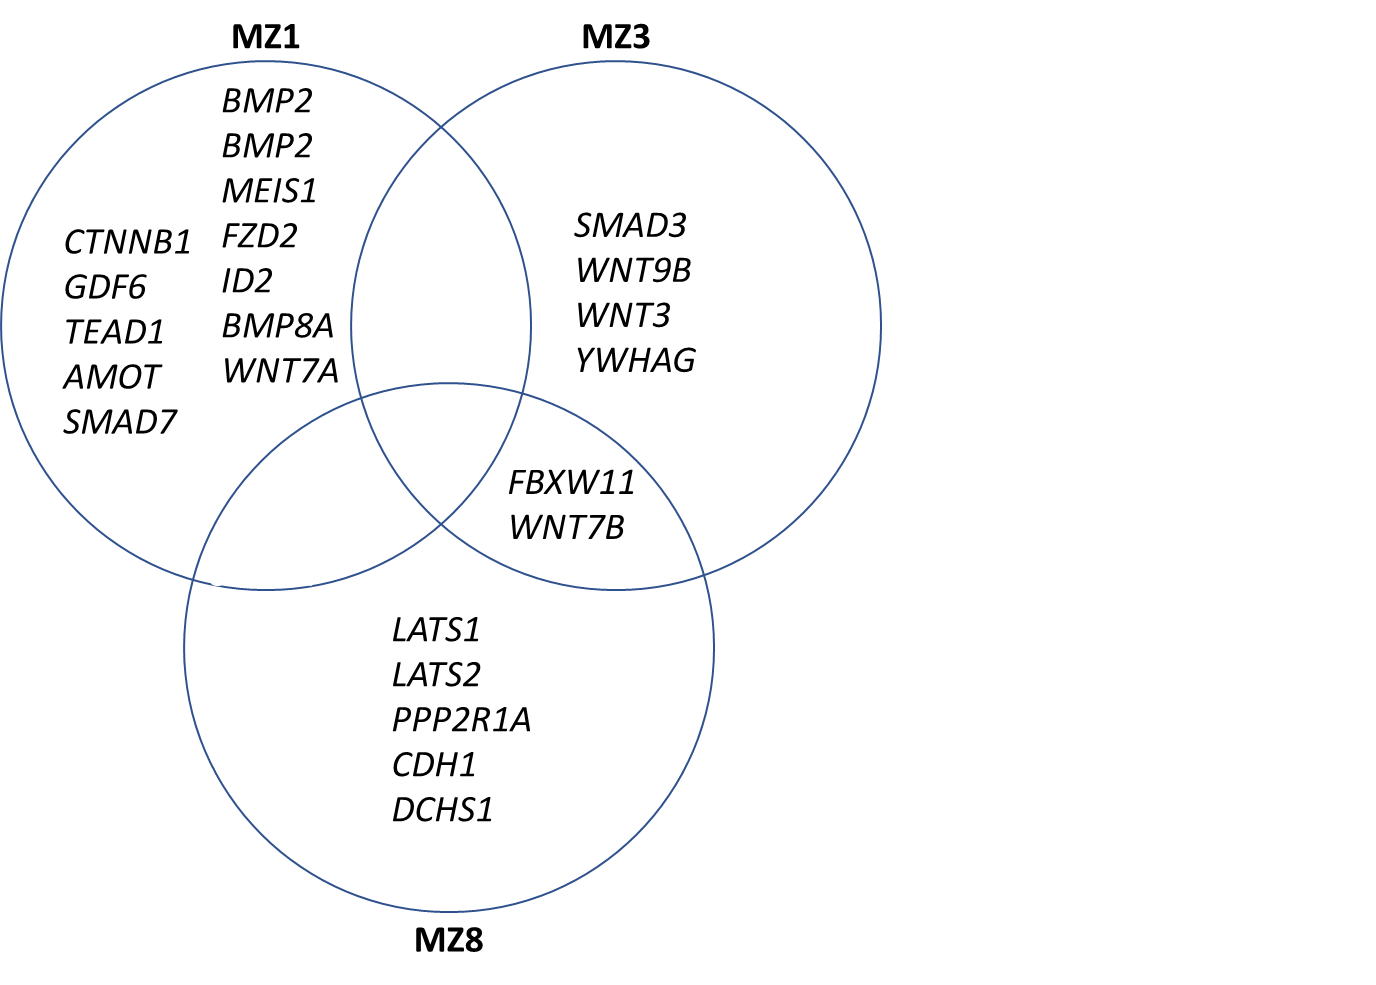 MZ1
MZ3
BMP2
BMP2
MEIS1
FZD2
ID2
BMP8A
WNT7A
CTNNB1
GDF6
TEAD1
AMOT
SMAD7
SMAD3
WNT9B
WNT3
YWHAG
FBXW11
WNT7B
LATS1
LATS2
PPP2R1A
CDH1
DCHS1
MZ8